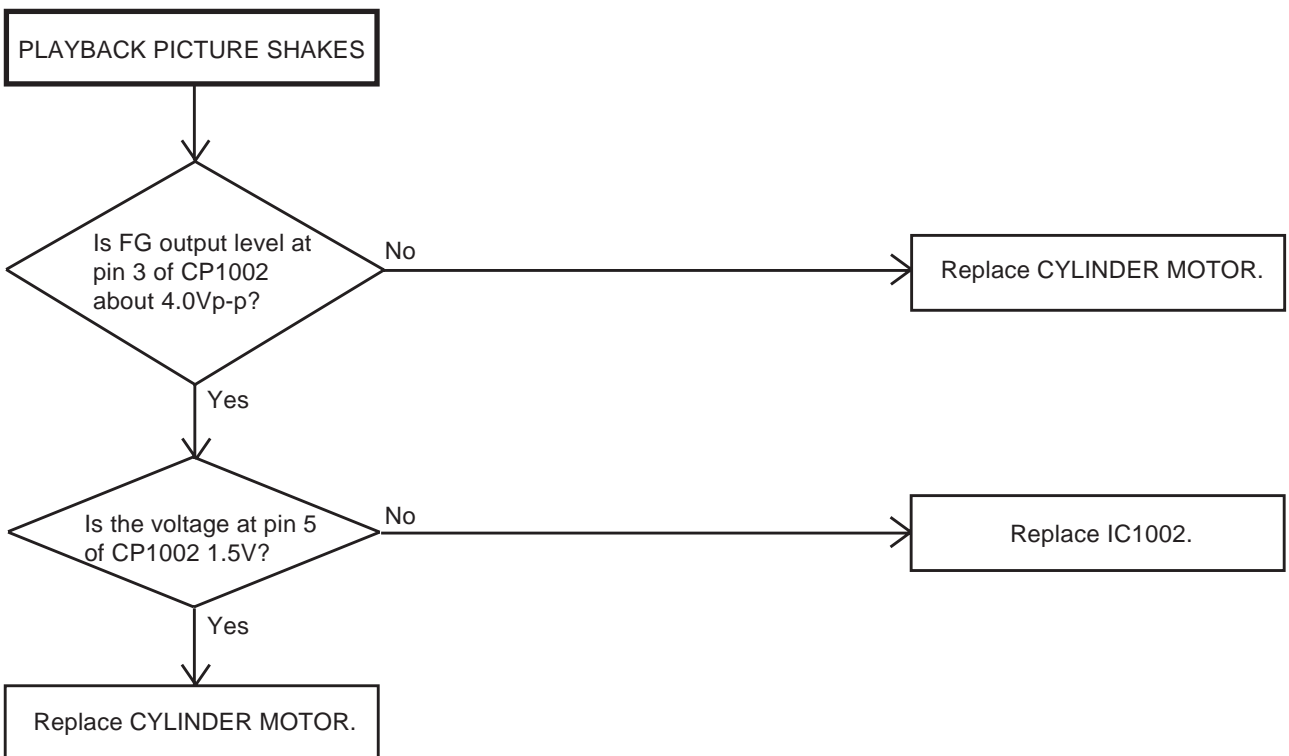 PLAYBACK PICTURE SHAKES
Is FG output level at
pin 3 of CP1002
about 4.0Vp-p?
No
Replace CYLINDER MOTOR.
Yes
Is the voltage at pin 5
of CP1002 1.5V?
No
Replace IC1002.
Yes
Replace CYLINDER MOTOR.